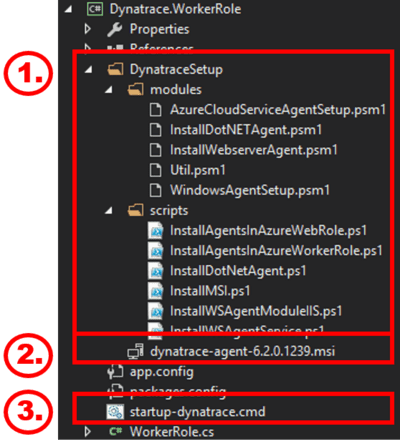 C# Dynatrace.WorkerRole
Properties
References
1.
DynatraceSetup
modules
AzureCloudServiceAgentSetup.psm1
InstallDotNETAgent.psm1
InstallWebserverAgent.psm1
Util.psm1
WindowsAgentSetup.psm1
scripts
InstallAgentsInAzureWebRole.ps1
InstallAgentsInAzureWorkerRole.ps1
InstallDotNetAgent.ps1
InstallMSI.ps1
InstallWSAgentModuleIIS.ps1
InstallWSAgentService.ps1
2.
dynatrace-agent-6.2.0.1239.msi
app.config
packages.config
3.
startup-dynatrace.cmd
C# WorkerRole.cs